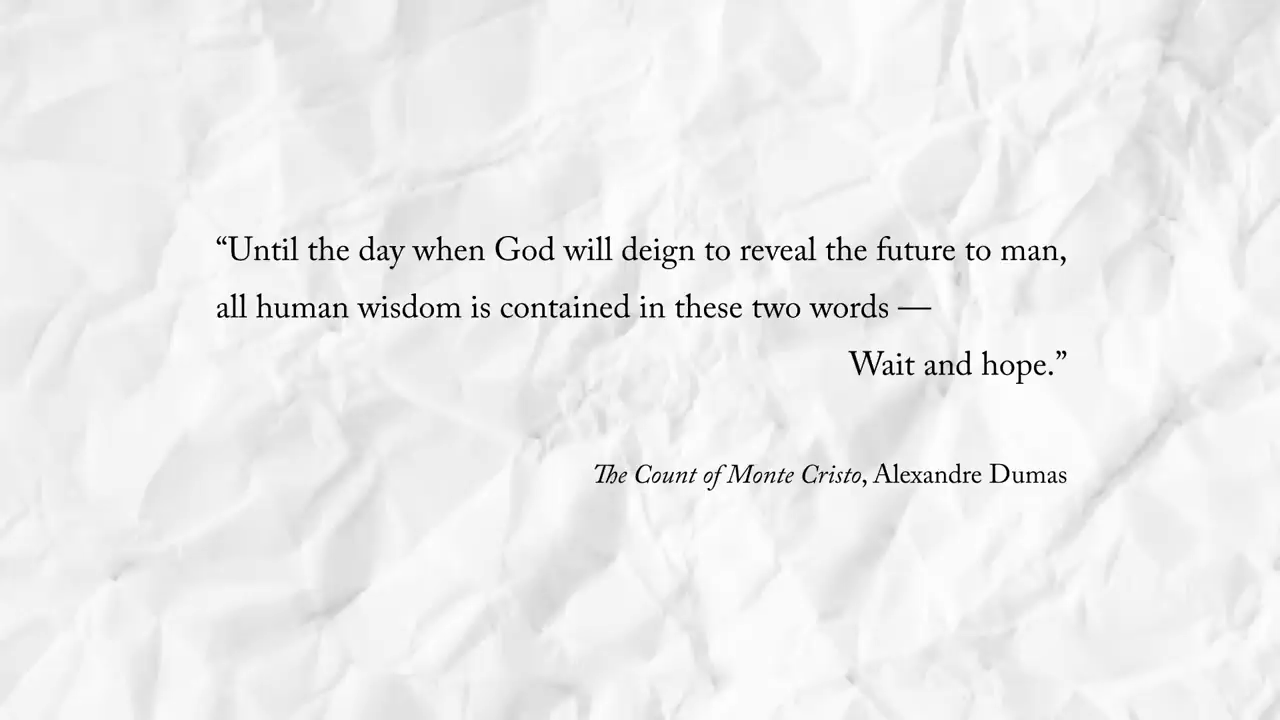 “Until the day when God will deign to reveal the future to man,
all human wisdom is contained in these two words —
Wait and hope.”
The Count of Monte Cristo, Alexandre Dumas